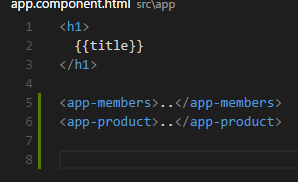 app.component.html src\app
1 <h1>
2 {{title}}
3 </h1>
4
5 <app-members>..</app-members>
6 <app-product>..</app-product>
7
8